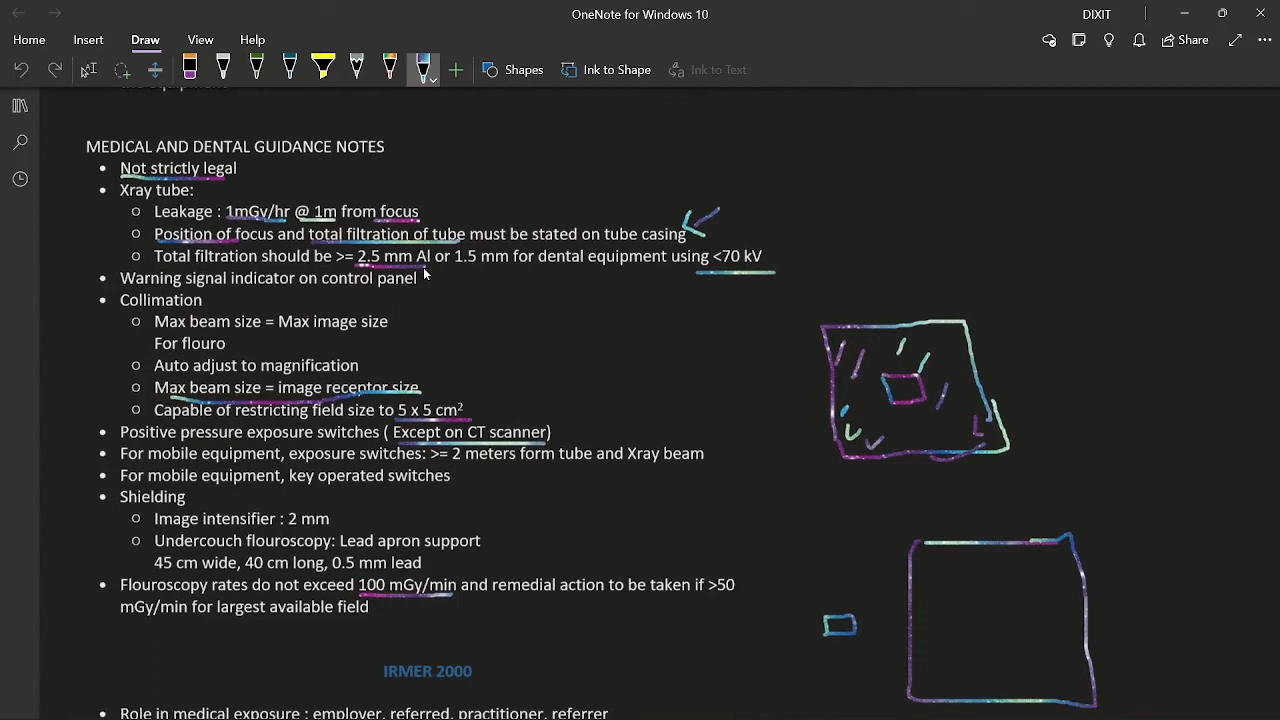 OneNote for Windows 10
DIXIT
Home Insert Draw View Help
Share
Shapes Ink to Shape Ink to Text
the equipment
MEDICAL AND DENTAL GUIDANCE NOTES
• Not strictly legal
• Xray tube:
o Leakage : 1mGy/hr @ 1m from focus
o Position of focus and total filtration of tube must be stated on tube casing
o Total filtration should be >= 2.5 mm Al or 1.5 mm for dental equipment using <70 kV
• Warning signal indicator on control panel
• Collimation
o Max beam size = Max image size
For flouro
o Auto adjust to magnification
o Max beam size = image receptor size
o Capable of restricting field size to 5 x 5 cm²
• Positive pressure exposure switches ( Except on CT scanner)
• For mobile equipment, exposure switches: >= 2 meters form tube and Xray beam
• For mobile equipment, key operated switches
• Shielding
o Image intensifier : 2 mm
o Undercouch flouroscopy: Lead apron support
45 cm wide, 40 cm long, 0.5 mm lead
• Flouroscopy rates do not exceed 100 mGy/min and remedial action to be taken if >50
mGy/min for largest available field
IRMER 2000
• Role in medical exposure : employer, referred, practitioner, referrer